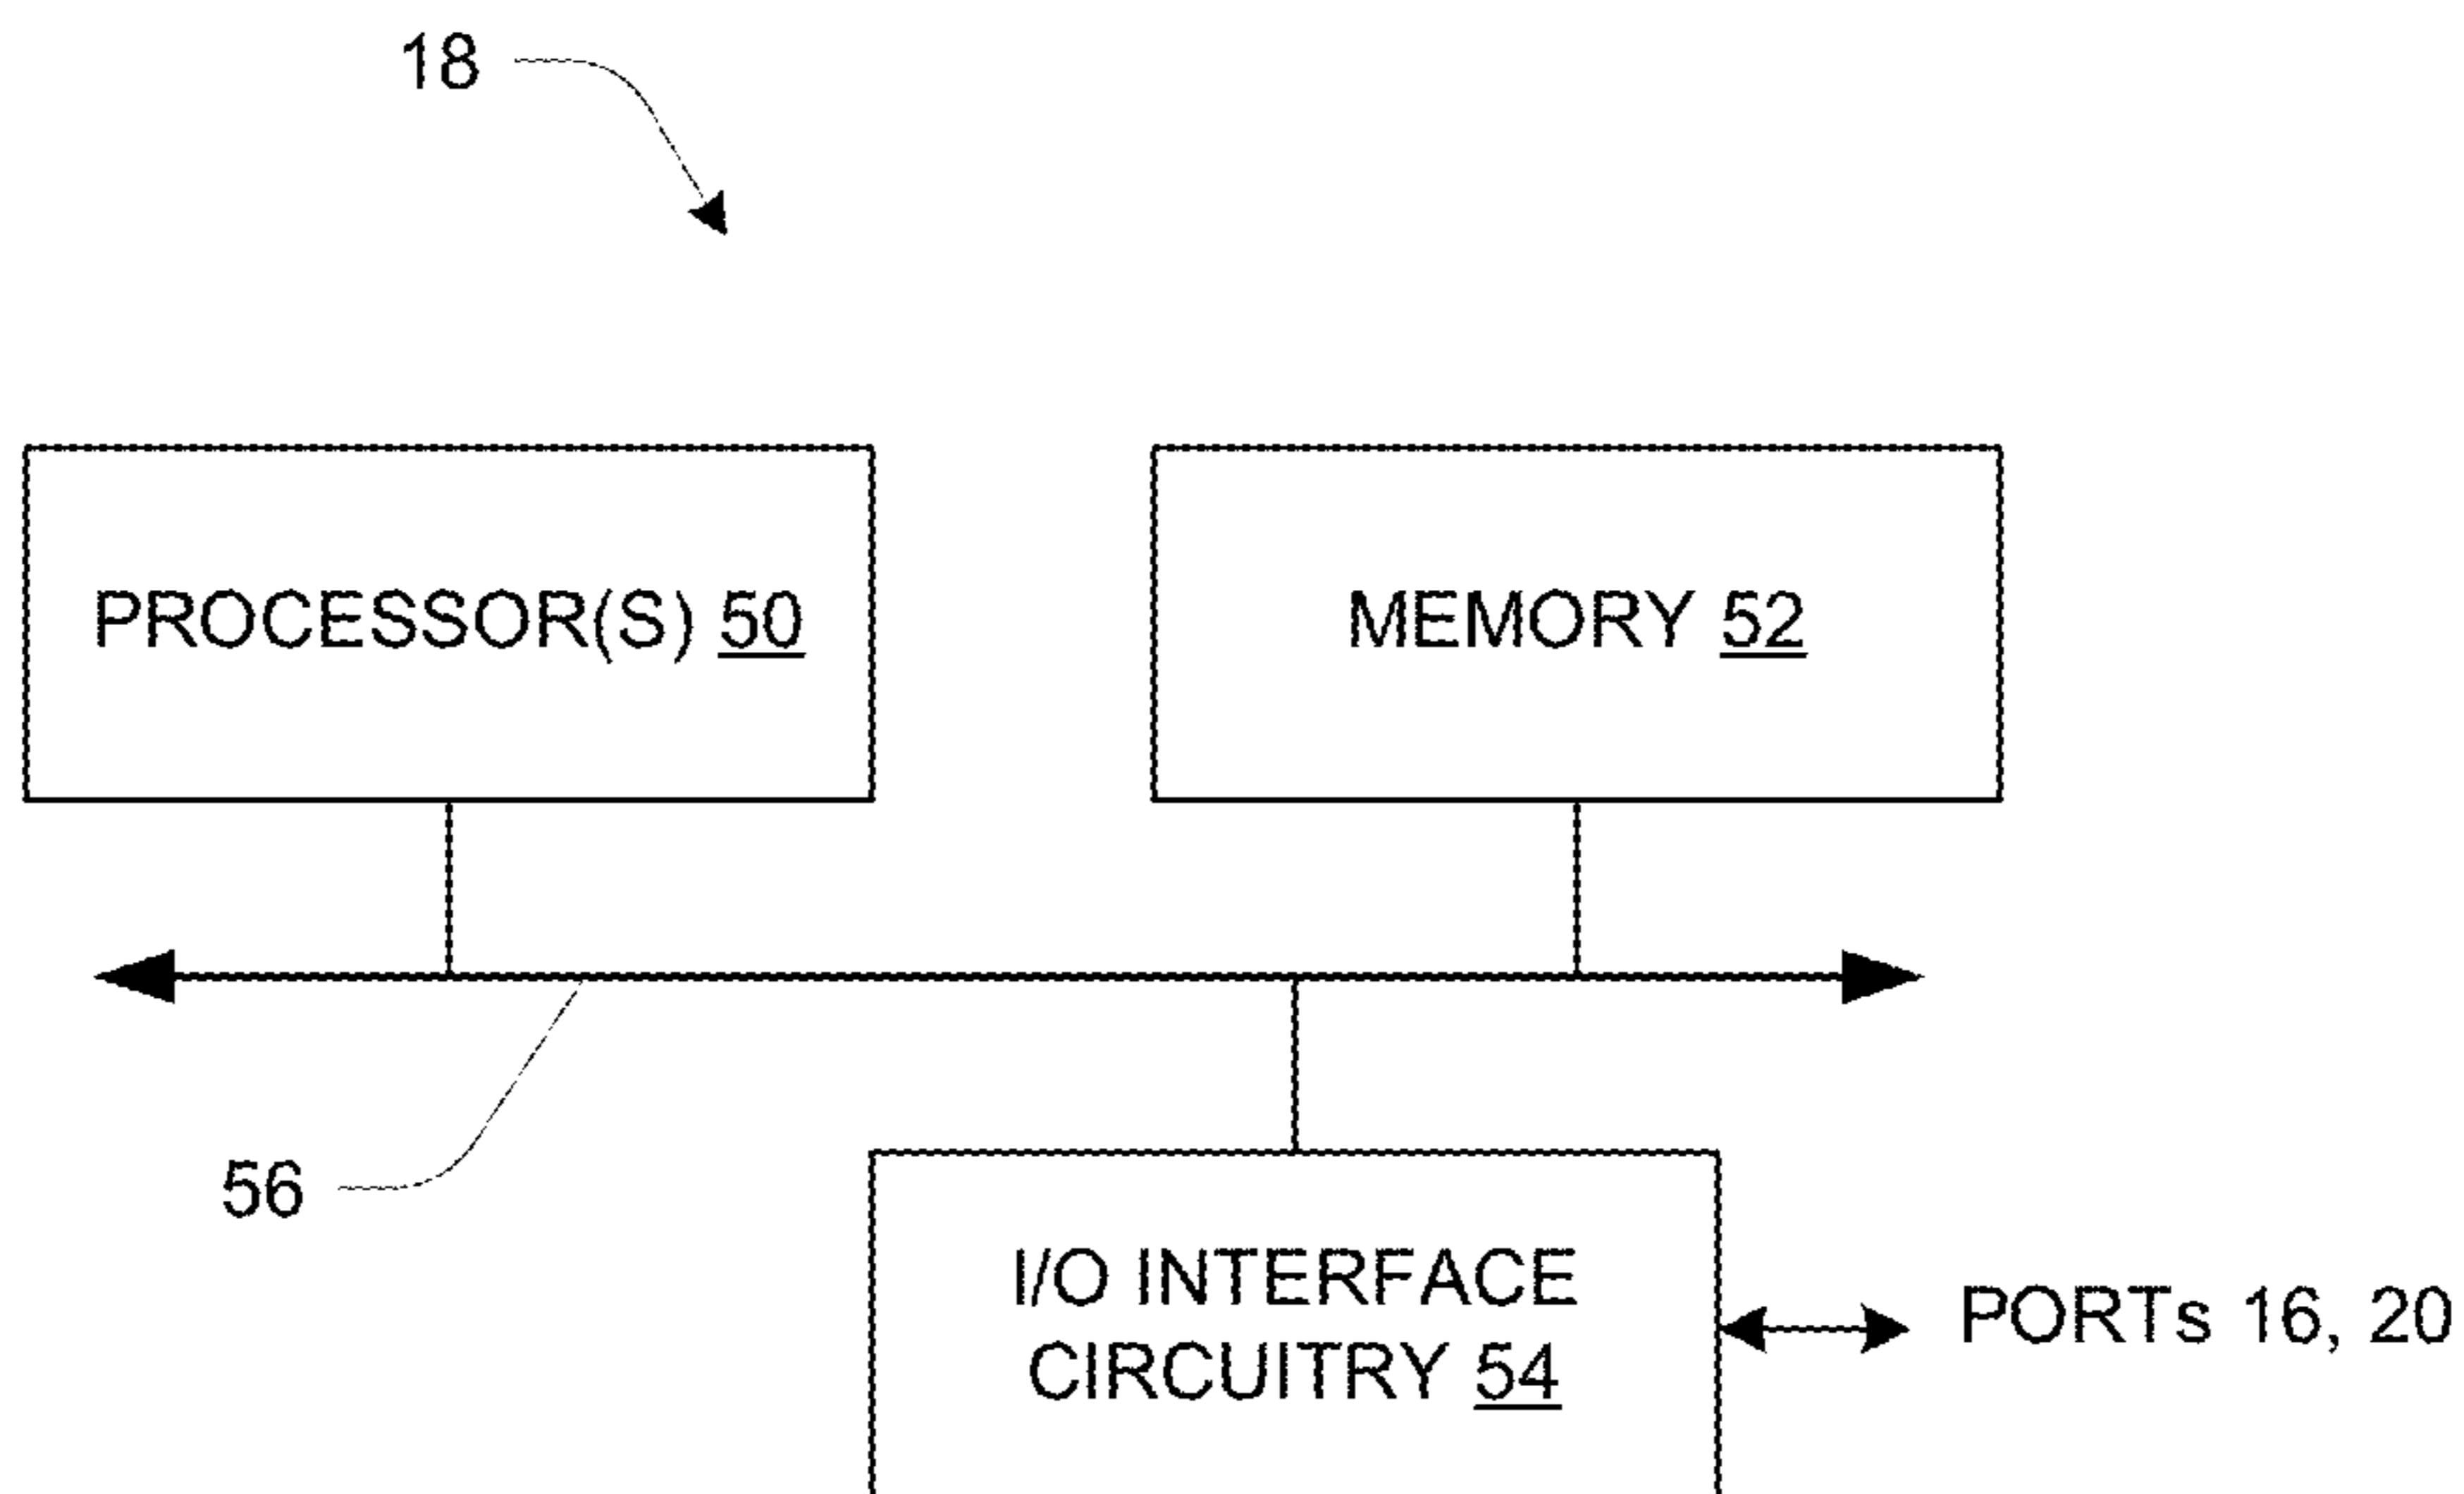 18
PROCESSOR(S) 50
MEMORY 52
56
I/O INTERFACE
CIRCUITRY 54
PORTs 16, 20